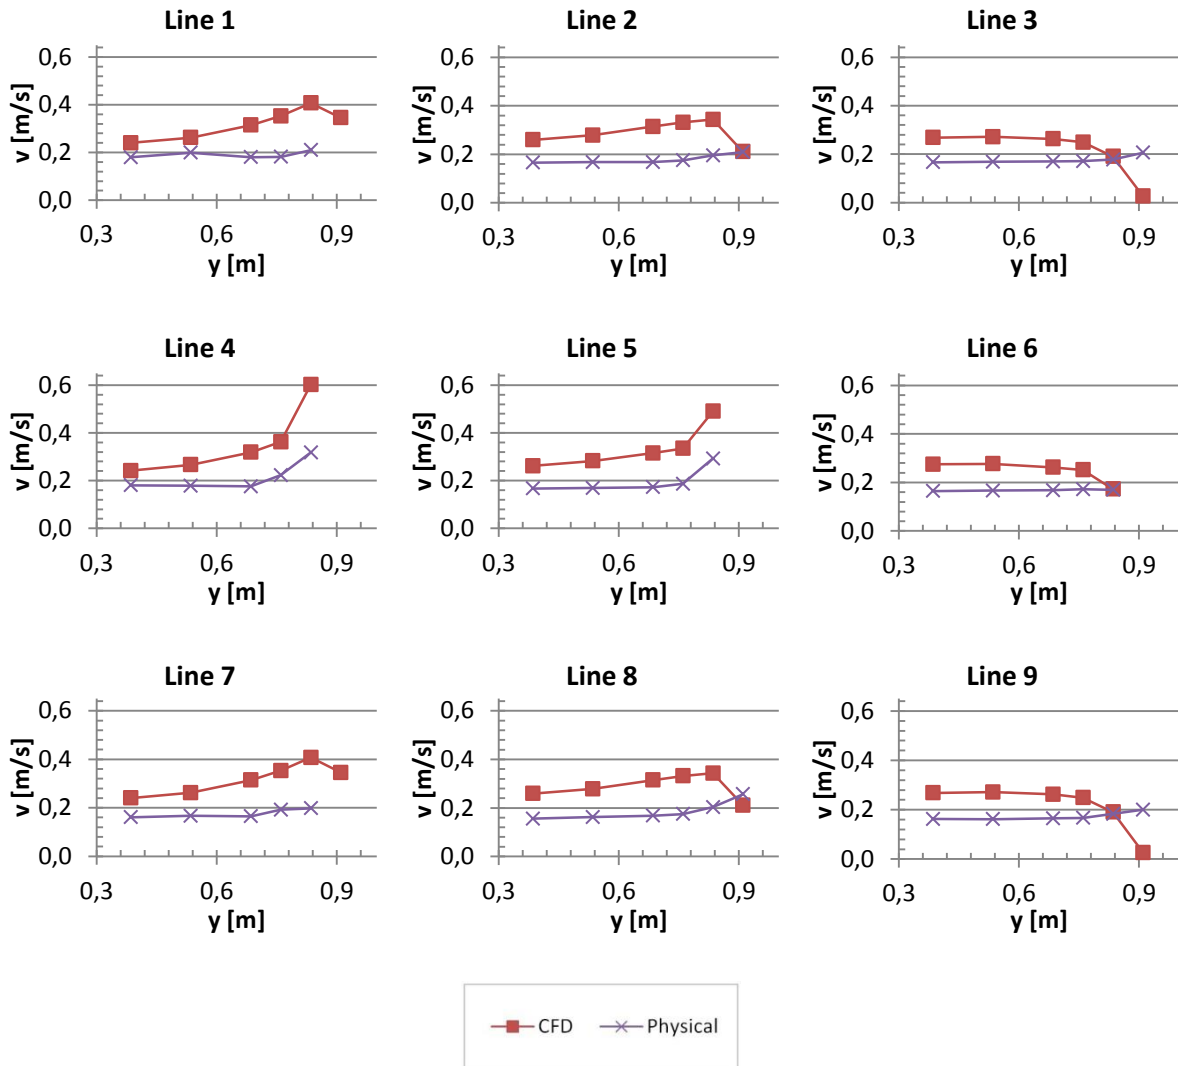 Line 1
0,6
0,4
0,2
0,0
v [m/s]
0,3 0,6 0,9
y [m]
Line 2
0,6
0,4
0,2
0,0
v [m/s]
0,3 0,6 0,9
y [m]
Line 3
0,6
0,4
0,2
0,0
v [m/s]
0,3 0,6 0,9
y [m]
Line 4
0,6
0,4
0,2
0,0
v [m/s]
0,3 0,6 0,9
y [m]
Line 5
0,6
0,4
0,2
0,0
v [m/s]
0,3 0,6 0,9
y [m]
Line 6
0,6
0,4
0,2
0,0
v [m/s]
0,3 0,6 0,9
y [m]
Line 7
0,6
0,4
0,2
0,0
v [m/s]
0,3 0,6 0,9
y [m]
Line 8
0,6
0,4
0,2
0,0
v [m/s]
0,3 0,6 0,9
y [m]
Line 9
0,6
0,4
0,2
0,0
v [m/s]
0,3 0,6 0,9
y [m]
CFD Physical